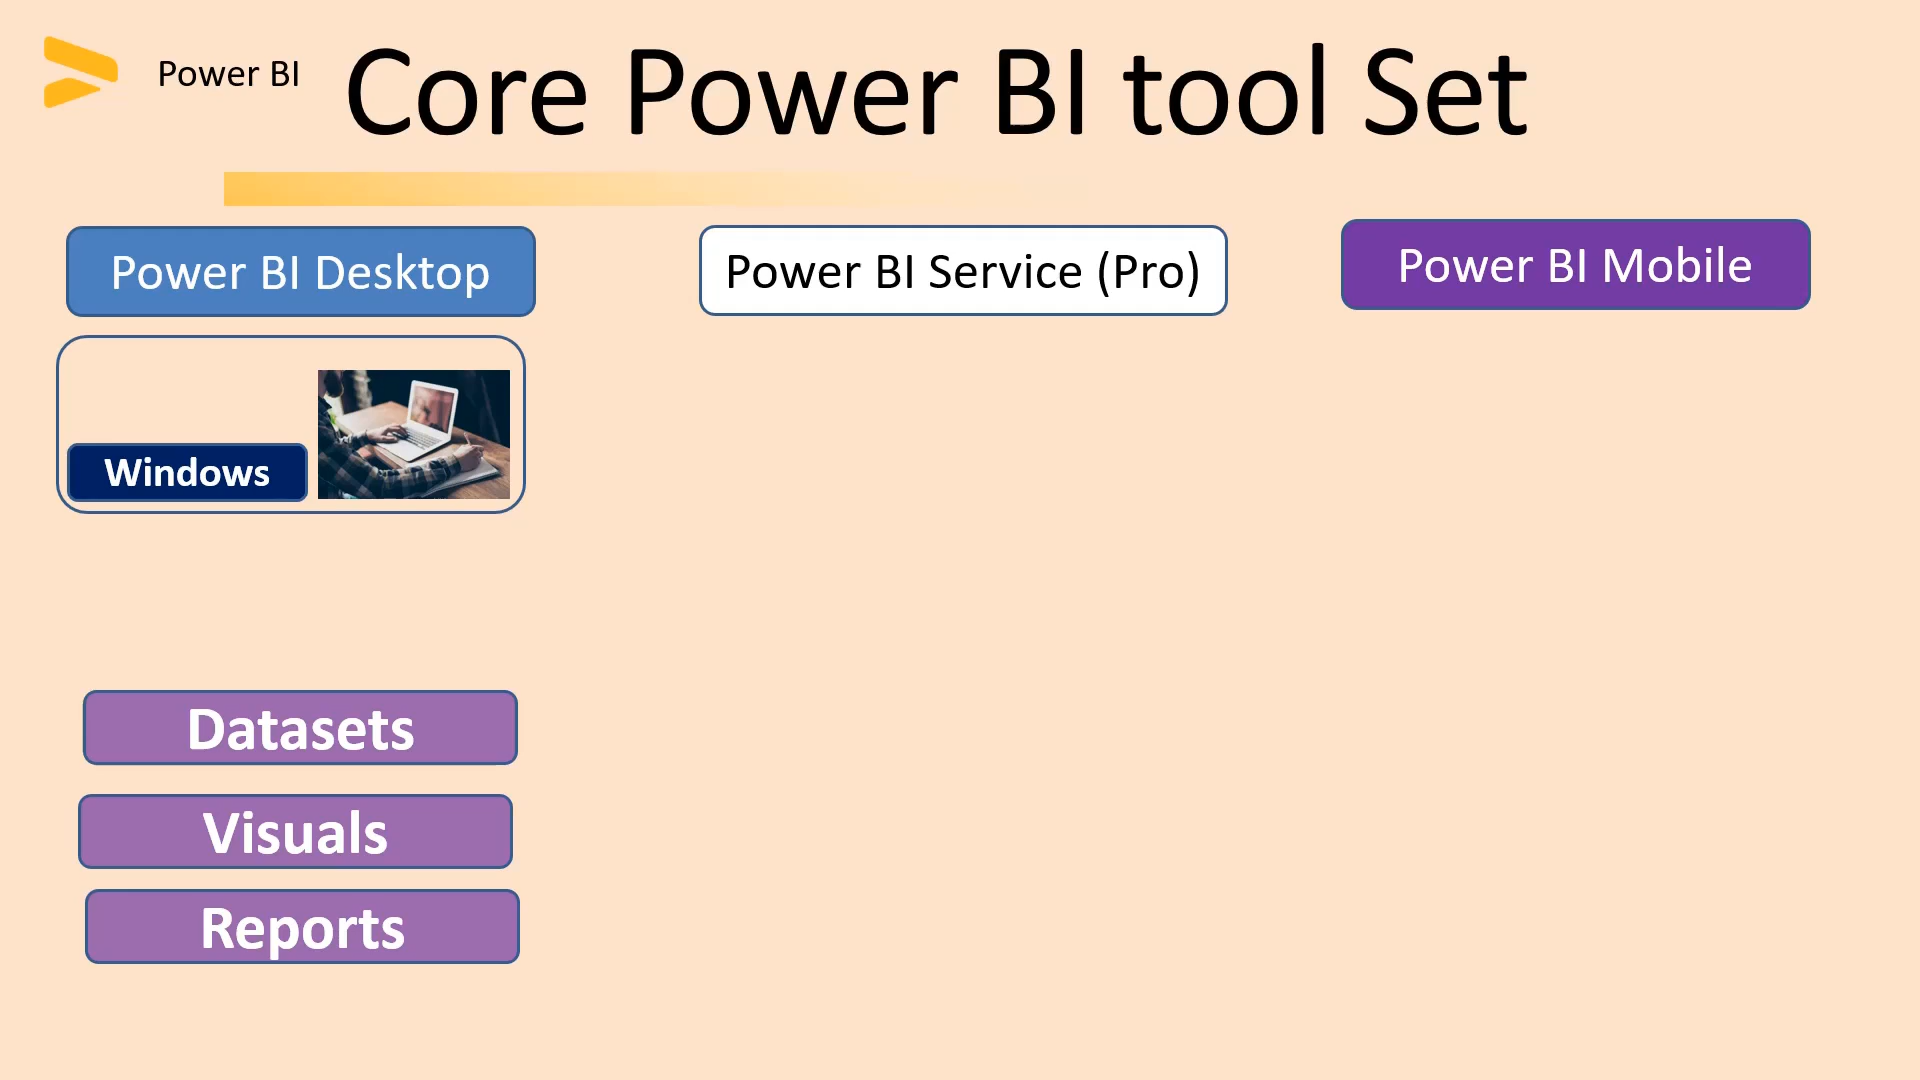 Power BI
Core Power BI tool Set
Power BI Desktop
Power BI Service (Pro)
Power BI Mobile
Windows
Datasets
Visuals
Reports